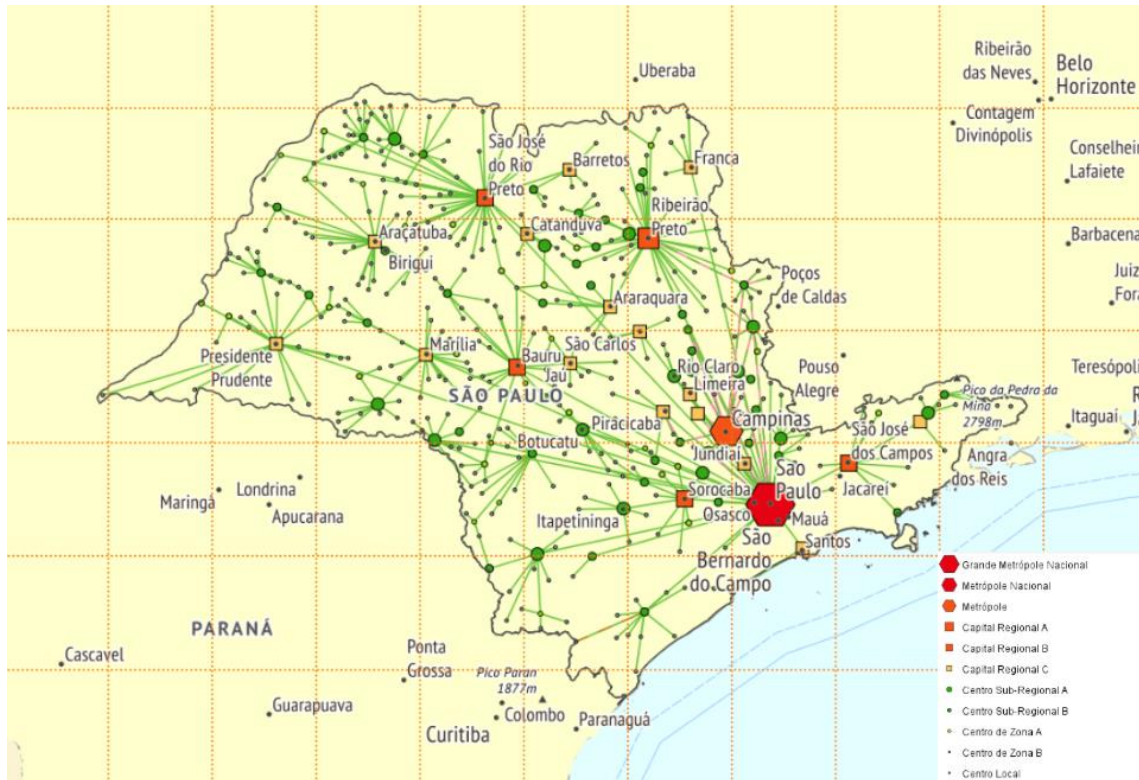 Ribeirão
das Neves
Belo
Horizonte
Uberaba
Contagem
Divinópolis
Conselheir
Lafaiete
São José
do Rio
Preto
Barretos
Franca
Ribeirão
Preto
Catanduva
Araçatuba
Birigui
Barbacena
Juiz
Fora
Poços
de Caldas
Araraquara
São Carlos
Presidente
Prudente
Marília
Bauru
Jaú
Rio Claro
Limeira
Pouso
Alegre
Teresópoli
SÃO PAULO
Pico da Pedra da
Mina
2798m
Itaguaí
Piracicaba
Campinas
São José
dos Campos
Botucatu
Jundiaí
Angra
dos Reis
São
Paulo
Jacareí
Londrina
Maringá
Apucarana
Sorocaba
Osasco
Itapetininga
Mauá
São
Bernardo
do Campo
Santos
PARANÁ
Cascavel
Ponta
Grossa
Pico Paran
1877m
Guarapuava
Colombo
Paranaguá
Curitiba
Grande Metrópole Nacional
Metrópole Nacional
Metrópole
Capital Regional A
Capital Regional B
Capital Regional C
Centro Sub-Regional A
Centro Sub-Regional B
Centro de Zona A
Centro de Zona B
Centro Local